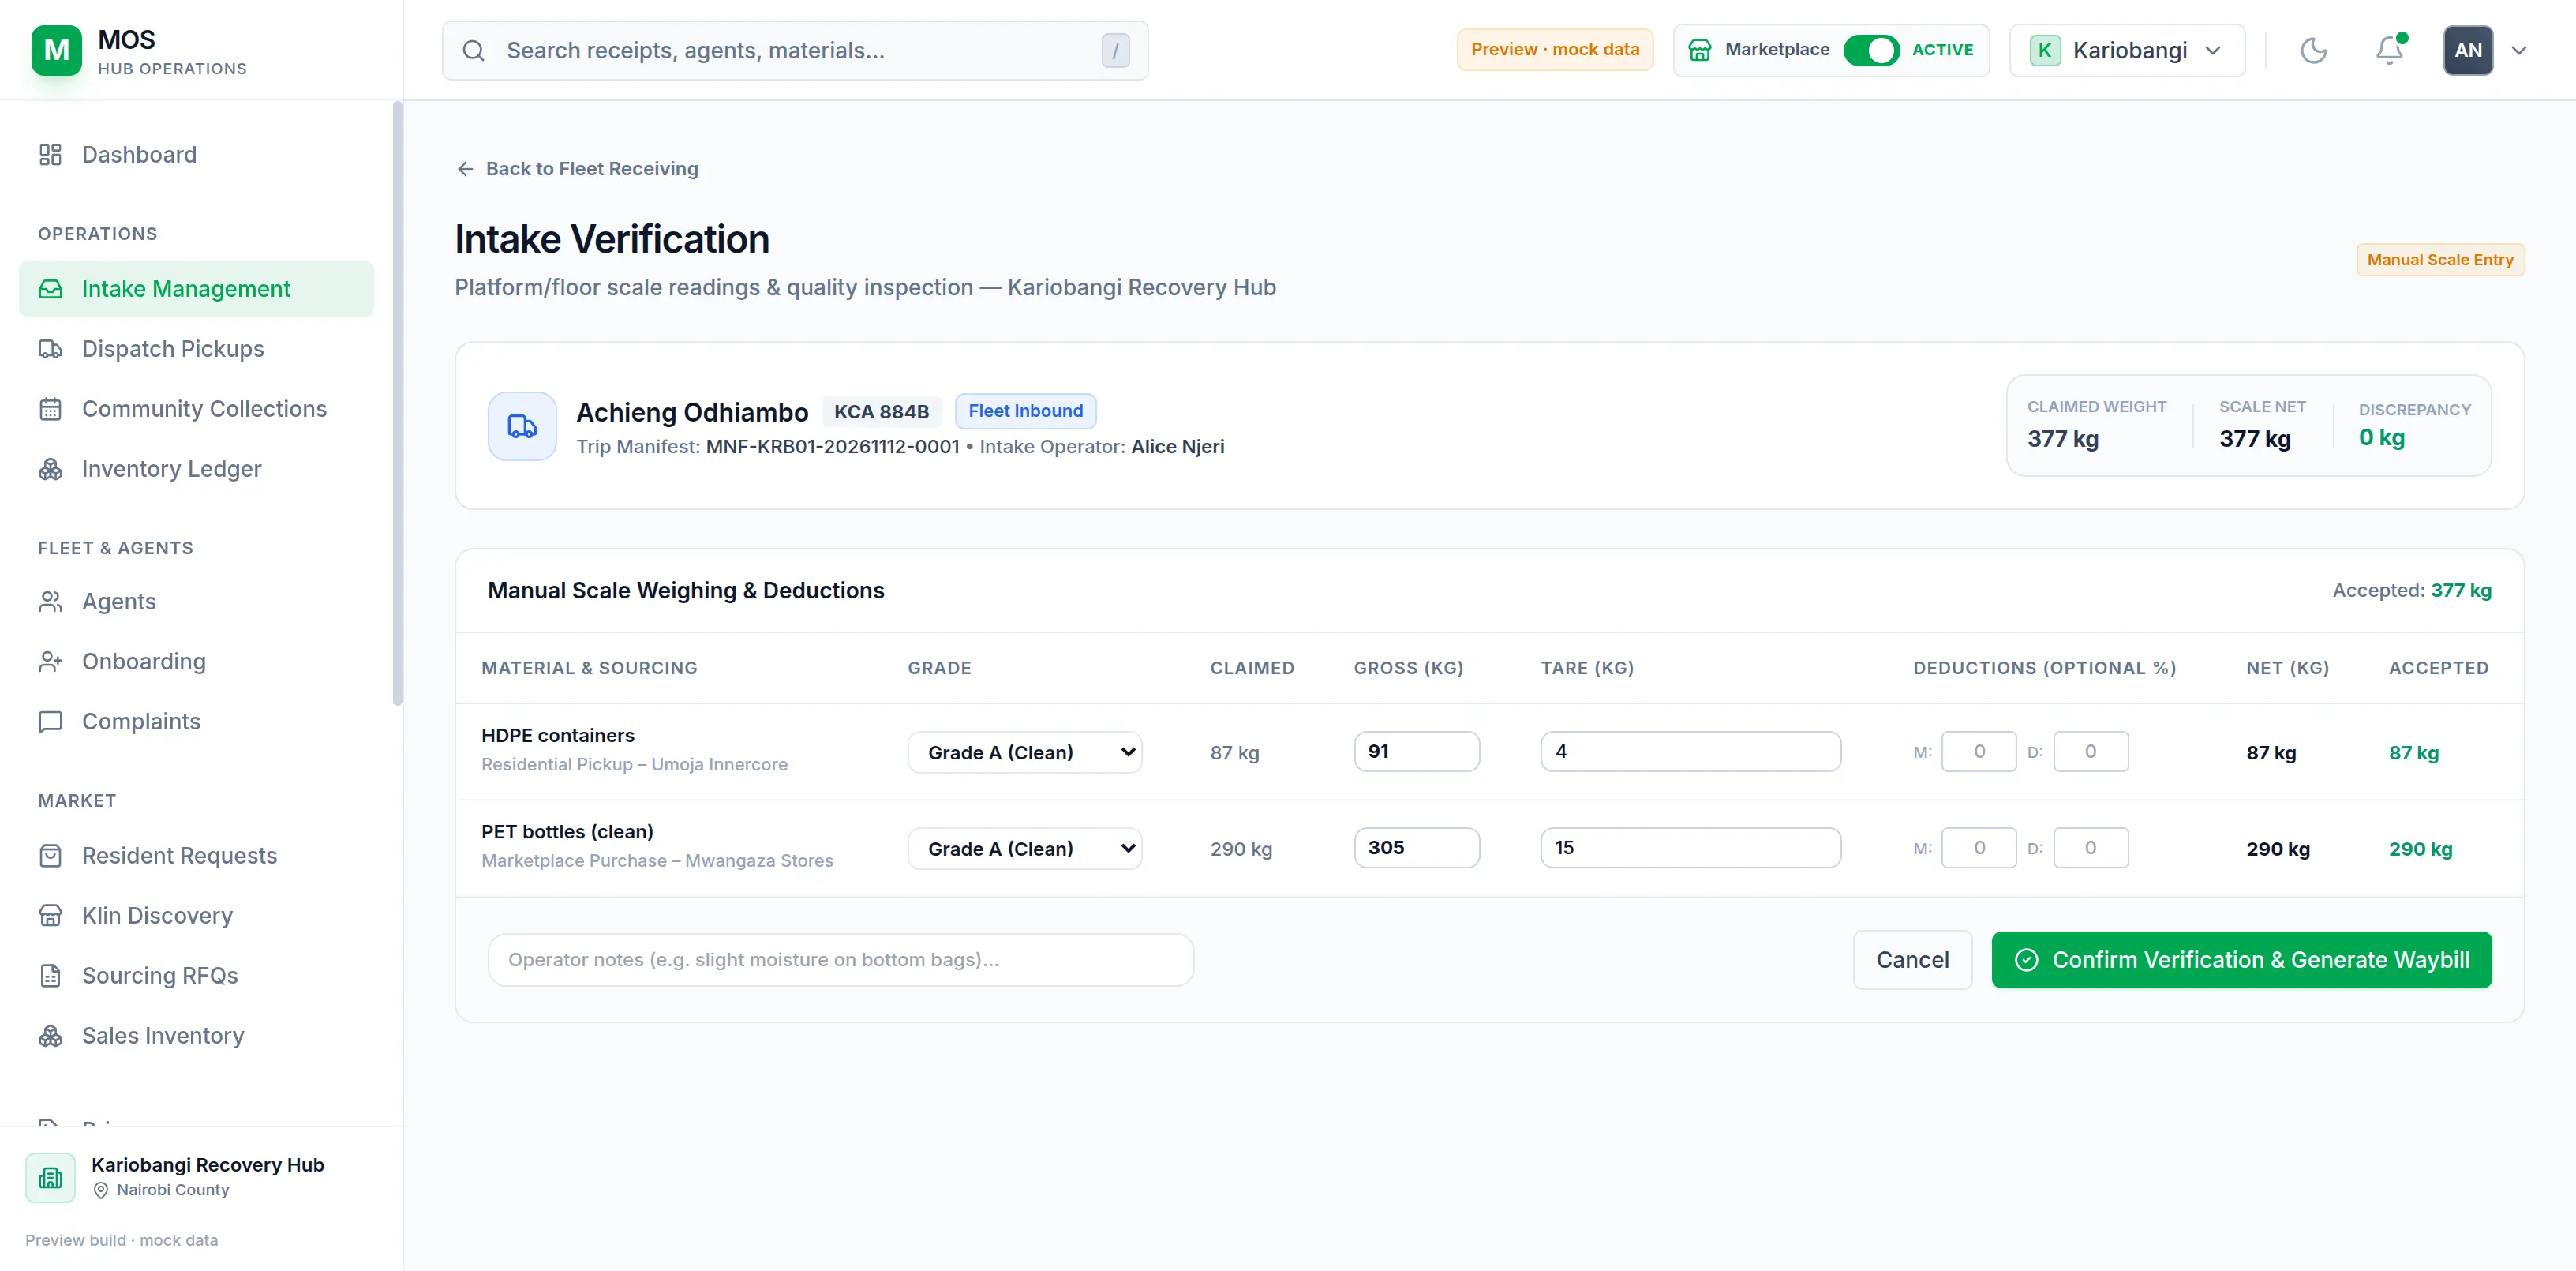 M
MOS
HUB OPERATIONS
Search receipts, agents, materials...
/
Preview · mock data
Marketplace
ACTIVE
K
Kariobangi
AN
Dashboard
OPERATIONS
Intake Management
Dispatch Pickups
Community Collections
Inventory Ledger
FLEET & AGENTS
Agents
Onboarding
Complaints
MARKET
Resident Requests
Klin Discovery
Sourcing RFQs
Sales Inventory
Kariobangi Recovery Hub
Nairobi County
Preview build · mock data
Back to Fleet Receiving
Intake Verification
Platform/floor scale readings & quality inspection — Kariobangi Recovery Hub
Manual Scale Entry
Achieng Odhiambo KCA 884B Fleet Inbound
Trip Manifest: MNF-KRB01-20261112-0001 • Intake Operator: Alice Njeri
CLAIMED WEIGHT SCALE NET DISCREPANCY
377 kg 377 kg 0 kg
Manual Scale Weighing & Deductions Accepted: 377 kg
MATERIAL & SOURCING GRADE CLAIMED GROSS (KG) TARE (KG) DEDUCTIONS (OPTIONAL %) NET (KG) ACCEPTED
HDPE containers
Residential Pickup – Umoja Innercore
Grade A (Clean) 87 kg 91 4 M: 0 D: 0 87 kg 87 kg
PET bottles (clean)
Marketplace Purchase – Mwangaza Stores
Grade A (Clean) 290 kg 305 15 M: 0 D: 0 290 kg 290 kg
Operator notes (e.g. slight moisture on bottom bags)...
Cancel
Confirm Verification & Generate Waybill